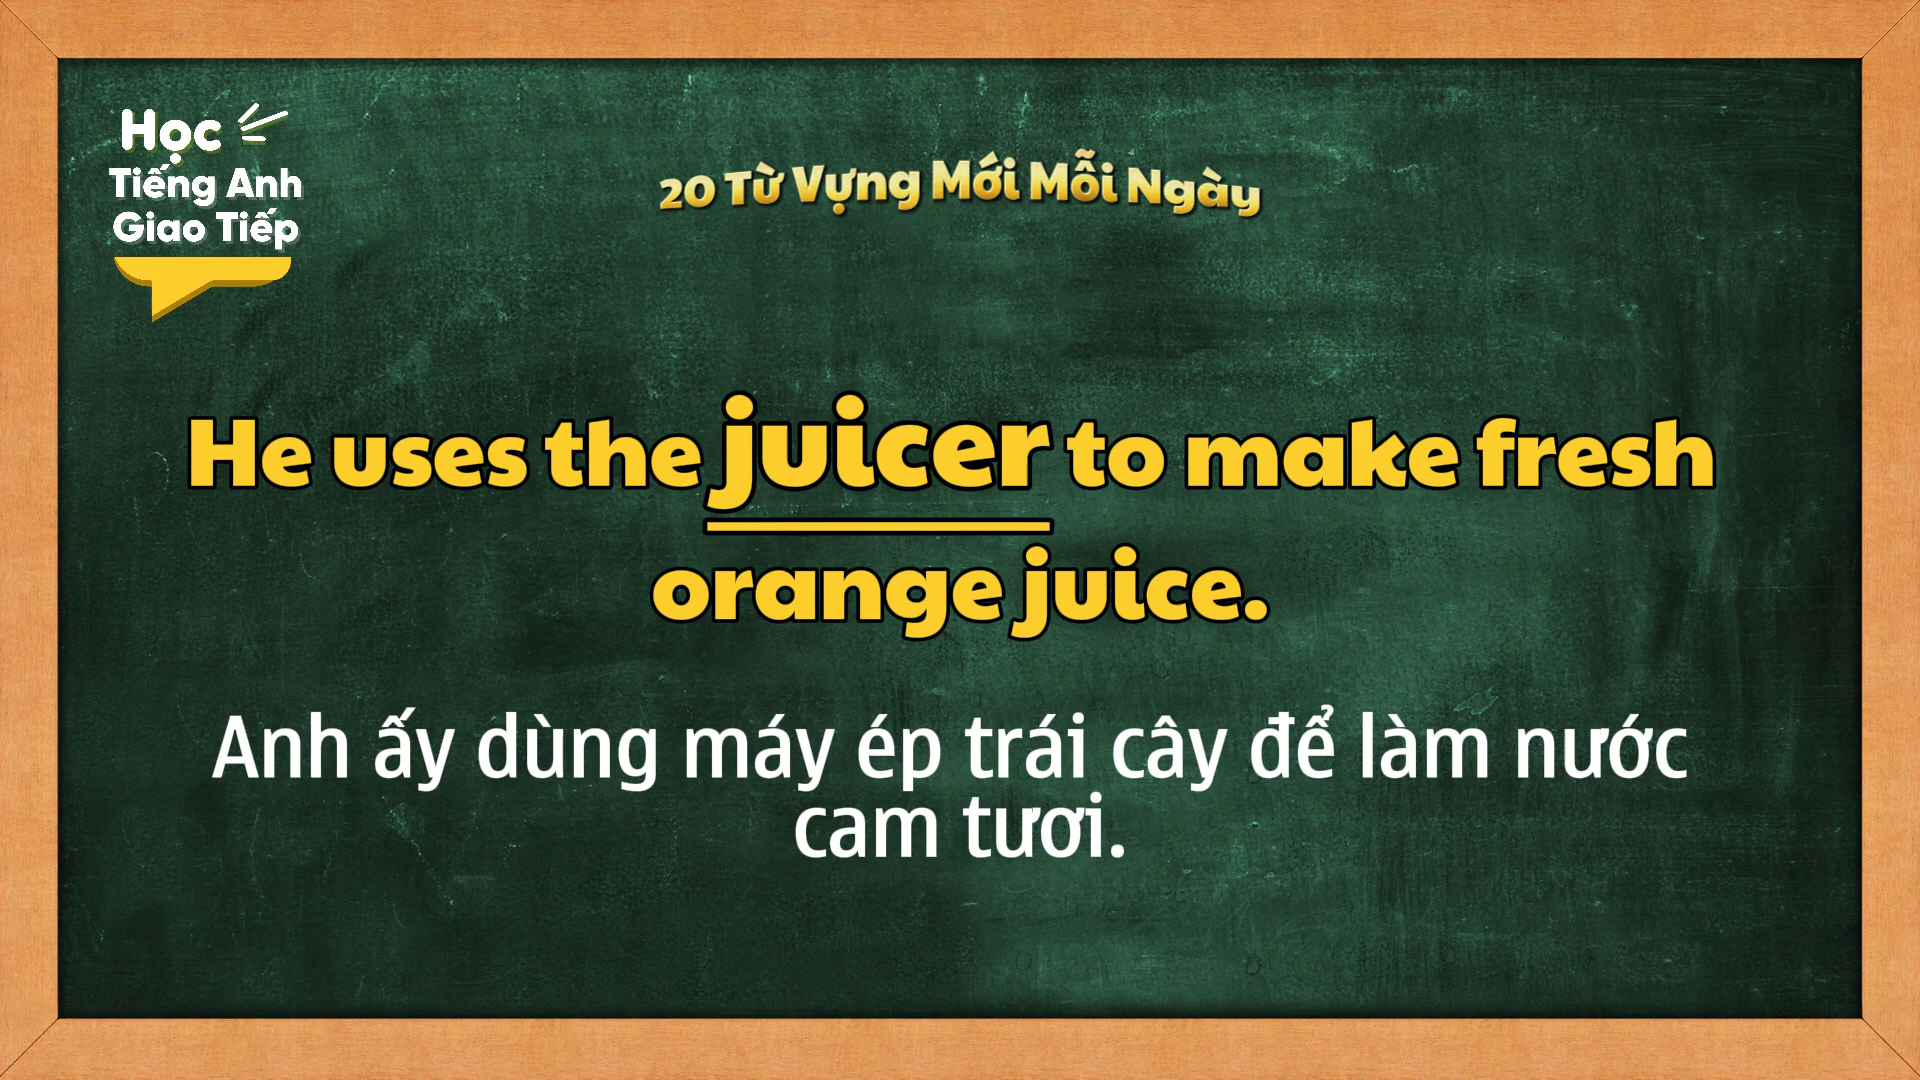 Học
Tiếng Anh
Giao Tiếp
20 Từ Vựng Mới Mỗi Ngày
He uses the juicer to make fresh
orange juice.
Anh ấy dùng máy ép trái cây để làm nước
cam tươi.